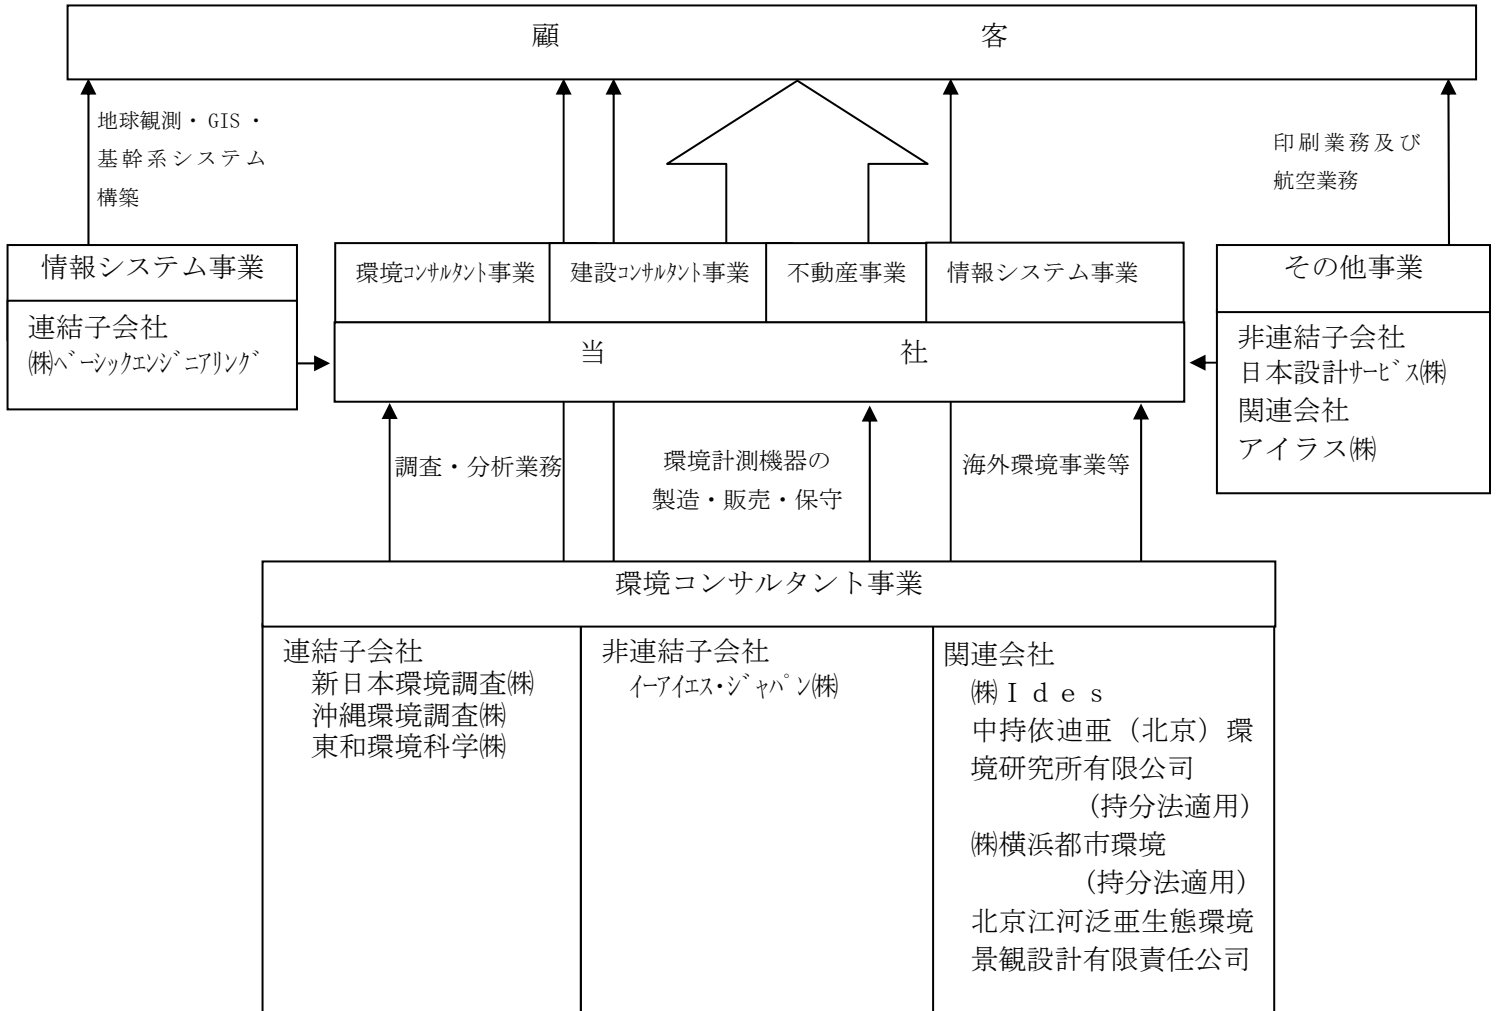 顧客
地球観測・GIS・
基幹系システム
構築
印刷業務及び
航空業務
情報システム事業
連結子会社
㈱ベーシックエンジニアリング
環境コンサルタント事業
建設コンサルタント事業
不動産事業
情報システム事業
当社
その他事業
非連結子会社
日本設計サービス㈱
関連会社
アイラス㈱
調査・分析業務
環境計測機器の
製造・販売・保守
海外環境事業等
環境コンサルタント事業
連結子会社
新日本環境調査㈱
沖縄環境調査㈱
東和環境科学㈱
非連結子会社
イーアイエス・ジャパン㈱
関連会社
㈱Ｉｄｅｓ
中持依迪亜（北京）環
境研究所有限公司
(持分法適用)
㈱横浜都市環境
(持分法適用)
北京江河泛亜生態環境
景観設計有限責任公司